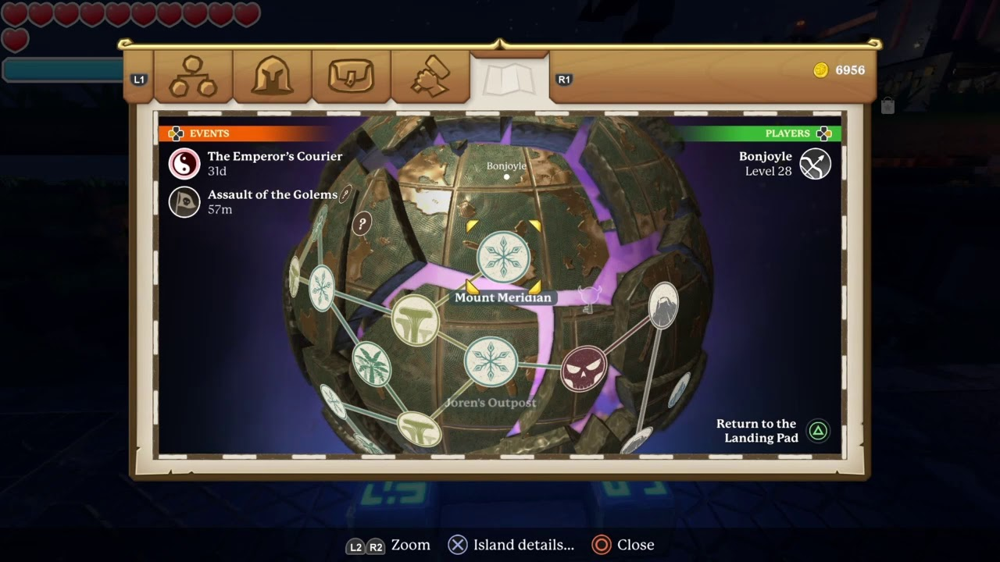 L1
R1
6956
EVENTS
PLAYERS
The Emperor's Courier
31d
Assault of the Golems
57m
Bonjoyle
Level 28
Bonjoyle
?
?
Mount Meridian
Joren's Outpost
Return to the
Landing Pad
L2 R2 Zoom
Island details...
Close